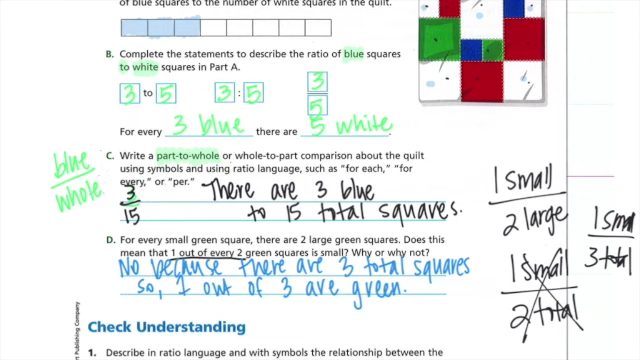 of blue squares to the number of white squares in the quilt.
B. Complete the statements to describe the ratio of blue squares
to white squares in Part A.
3 to 5 3 : 5 3
5
For every 3 blue there are 5 white
blue
whole
C. Write a part-to-whole or whole-to-part comparison about the quilt
using symbols and using ratio language, such as "for each," "for
every," or "per."
3
15
There are 3 blue
to 15 total squares.
D. For every small green square, there are 2 large green squares. Does this
mean that 1 out of every 2 green squares is small? Why or why not?
No because there are 3 total squares
so, 1 out of 3 are green.
1 small
2 large
1 small
2 total
1 small
3 total
Check Understanding
1. Describe in ratio language and with symbols the relationship between the
Publishing Company